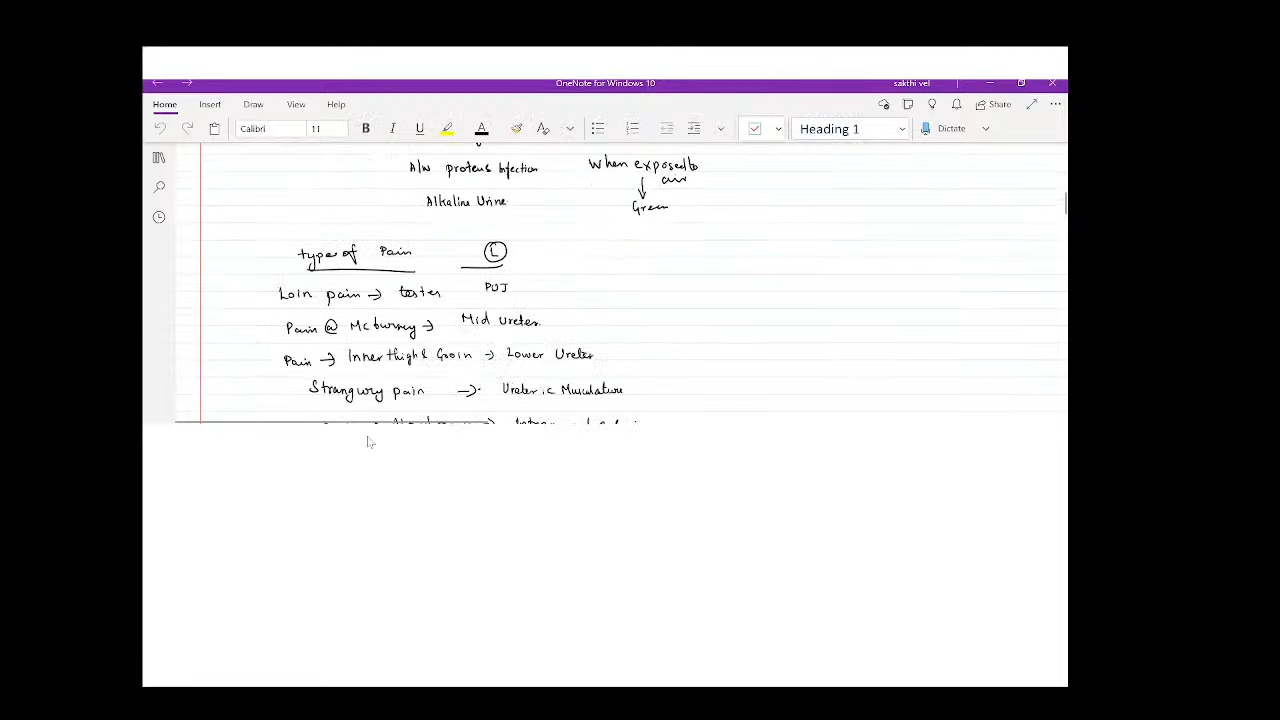 OneNote for Windows 10
sakthi vel
Home Insert Draw View Help
Share
Calibri 11 B I U A Heading 1 Dictate
A/w proteus Infection
When exposed to
air
Alkaline Urine
Green
type of Pain L
Loin pain → tester PUJ
Pain @ Mcburney → Mid Ureter
Pain → Inner thigh & Groin → Lower Ureter
Strangury pain → Ureteric Musculature